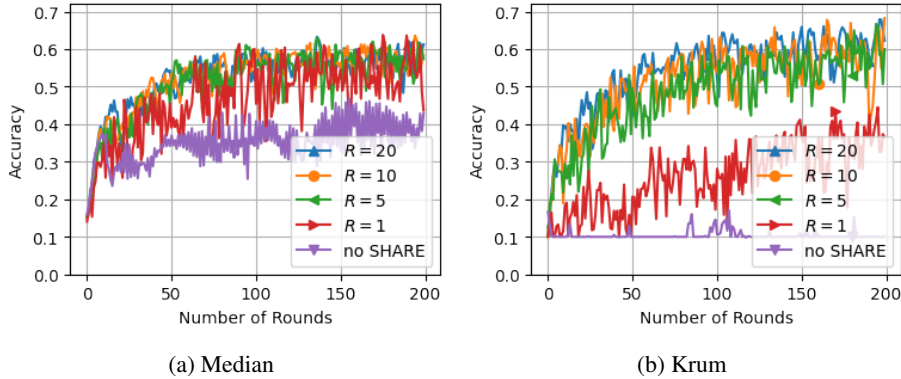 0.7
0.6
0.5
0.4
0.3
0.2
0.1
0.0
Accuracy
0 50 100 150 200
Number of Rounds
R = 20
R = 10
R = 5
R = 1
no SHARE
(a) Median
0.7
0.6
0.5
0.4
0.3
0.2
0.1
0.0
Accuracy
0 50 100 150 200
Number of Rounds
R = 20
R = 10
R = 5
R = 1
no SHARE
(b) Krum